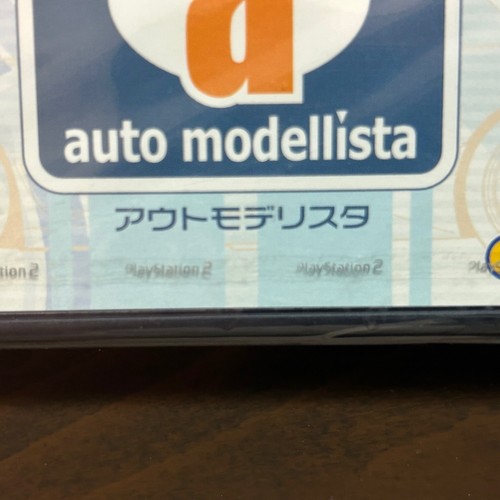 a
auto modellista
アウトモデリスタ
PlayStation 2 PlayStation 2